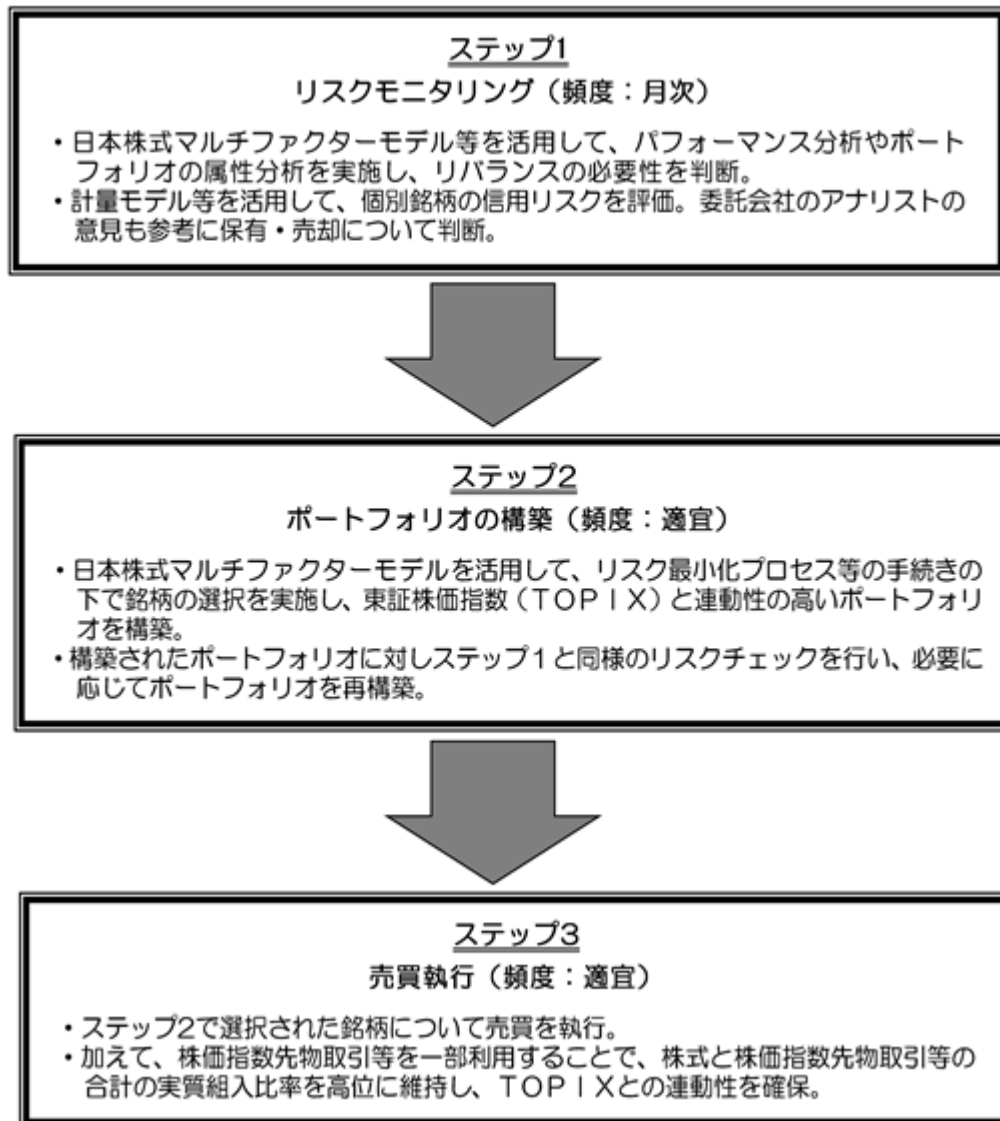 ステップ1
リスクモニタリング（頻度：月次）
・日本株式マルチファクターモデル等を活用して、パフォーマンス分析やポート
フォリオの属性分析を実施し、リバランスの必要性を判断。
・計量モデル等を活用して、個別銘柄の信用リスクを評価。委託会社のアナリストの
意見も参考に保有・売却について判断。
ステップ2
ポートフォリオの構築（頻度：適宜）
・日本株式マルチファクターモデルを活用して、リスク最小化プロセス等の手続きの
下で銘柄の選択を実施し、東証株価指数（ＴＯＰＩＸ）と連動性の高いポートフォリ
オを構築。
・構築されたポートフォリオに対しステップ１と同様のリスクチェックを行い、必要に
応じてポートフォリオを再構築。
ステップ3
売買執行（頻度：適宜）
・ステップ2で選択された銘柄について売買を執行。
・加えて、株価指数先物取引等を一部利用することで、株式と株価指数先物取引等の
合計の実質組入比率を高位に維持し、ＴＯＰＩＸとの連動性を確保。